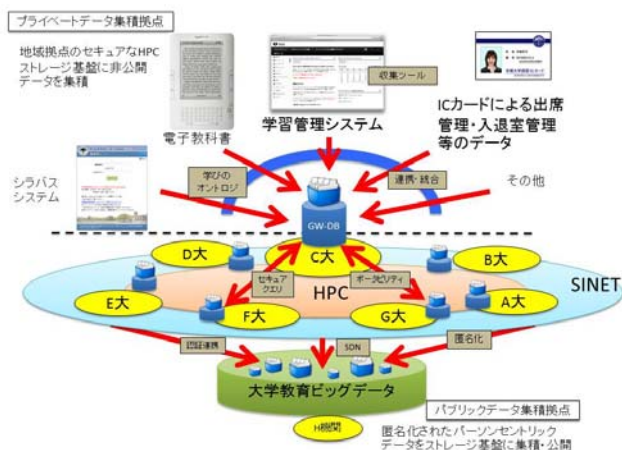 プライベートデータ集積拠点
地域拠点のセキュアなHPC
ストレージ基盤に非公開
データを集積
電子教科書
収集ツール
学習管理システム
ICカードによる出席
管理・入退室管理
等のデータ
シラバス
システム
学びの
オントロジ
連携・統合
その他
GW-DB
D大
C大
B大
セキュア
クエリ
ポータビリティ
SINET
HPC
E大
F大
G大
A大
認証連携
SDN
匿名化
大学教育ビッグデータ
パブリックデータ集積拠点
H機関
匿名化されたパーソンセントリック
データをストレージ基盤に集積・公開